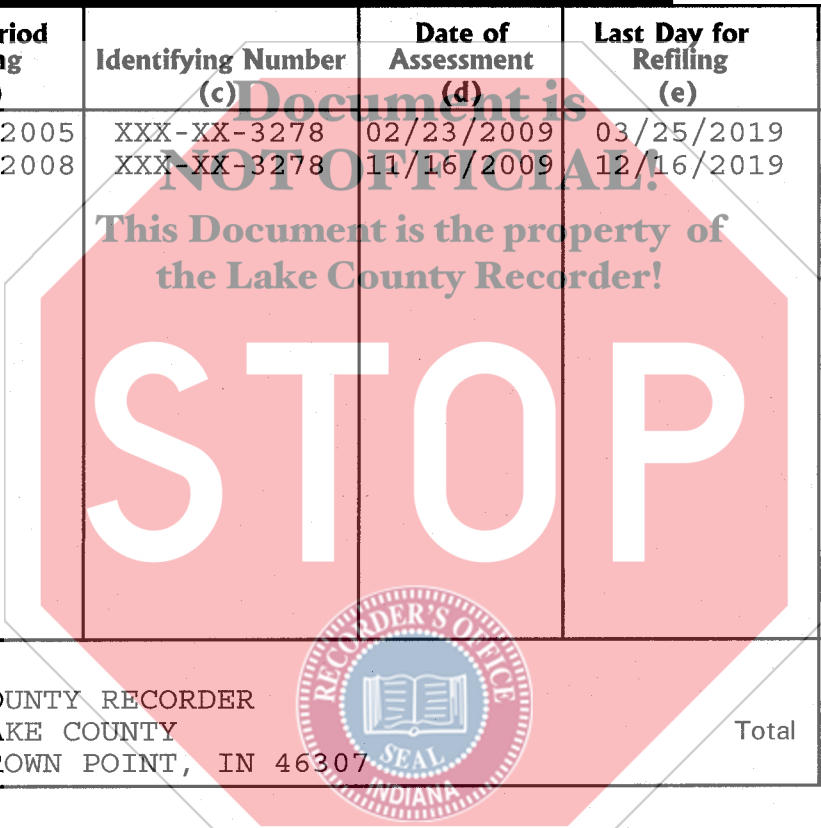 riod Identifying Number Date of Last Day for
ng Assessment Refiling
) (c) (d) (e)
2005 XXX-XX-3278 02/23/2009 03/25/2019
2008 XXX-XX-3278 11/16/2009 12/16/2019
Document is
NOT OFFICIAL!
This Document is the property of
the Lake County Recorder!
STOP
OUNTY RECORDER
AKE COUNTY
ROWN POINT, IN 46307
Total
RECORDER'S OFFICE
SEAL
INDIANA